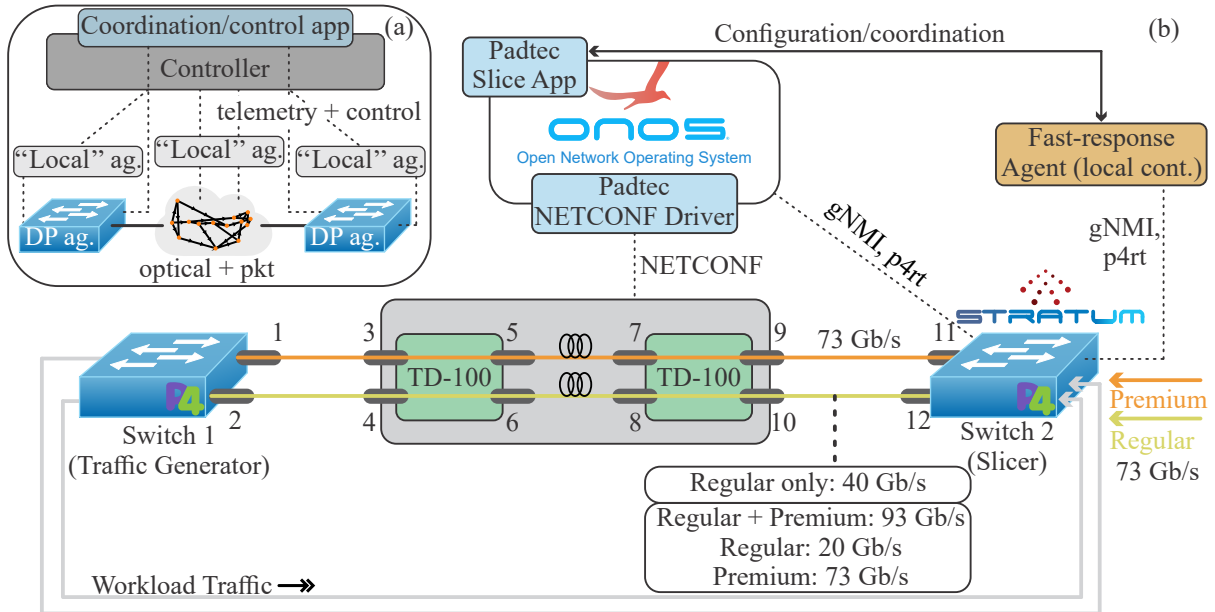 Coordination/control app
(a)
Controller
telemetry + control
“Local” ag.
“Local” ag.
“Local” ag.
DP ag.
DP ag.
optical + pkt
(b)
Padtec
Slice App
Configuration/coordination
onos
Open Network Operating System
Padtec
NETCONF Driver
Fast-response
Agent (local cont.)
gNMI, p4rt
gNMI,
p4rt
NETCONF
STRATUM
1
3
5
7
9
73 Gb/s
11
TD-100
TD-100
P4
2
4
6
8
10
12
P4
Premium
Regular
73 Gb/s
Switch 1
(Traffic Generator)
Switch 2
(Slicer)
Regular only: 40 Gb/s
Regular + Premium: 93 Gb/s
Regular: 20 Gb/s
Premium: 73 Gb/s
Workload Traffic